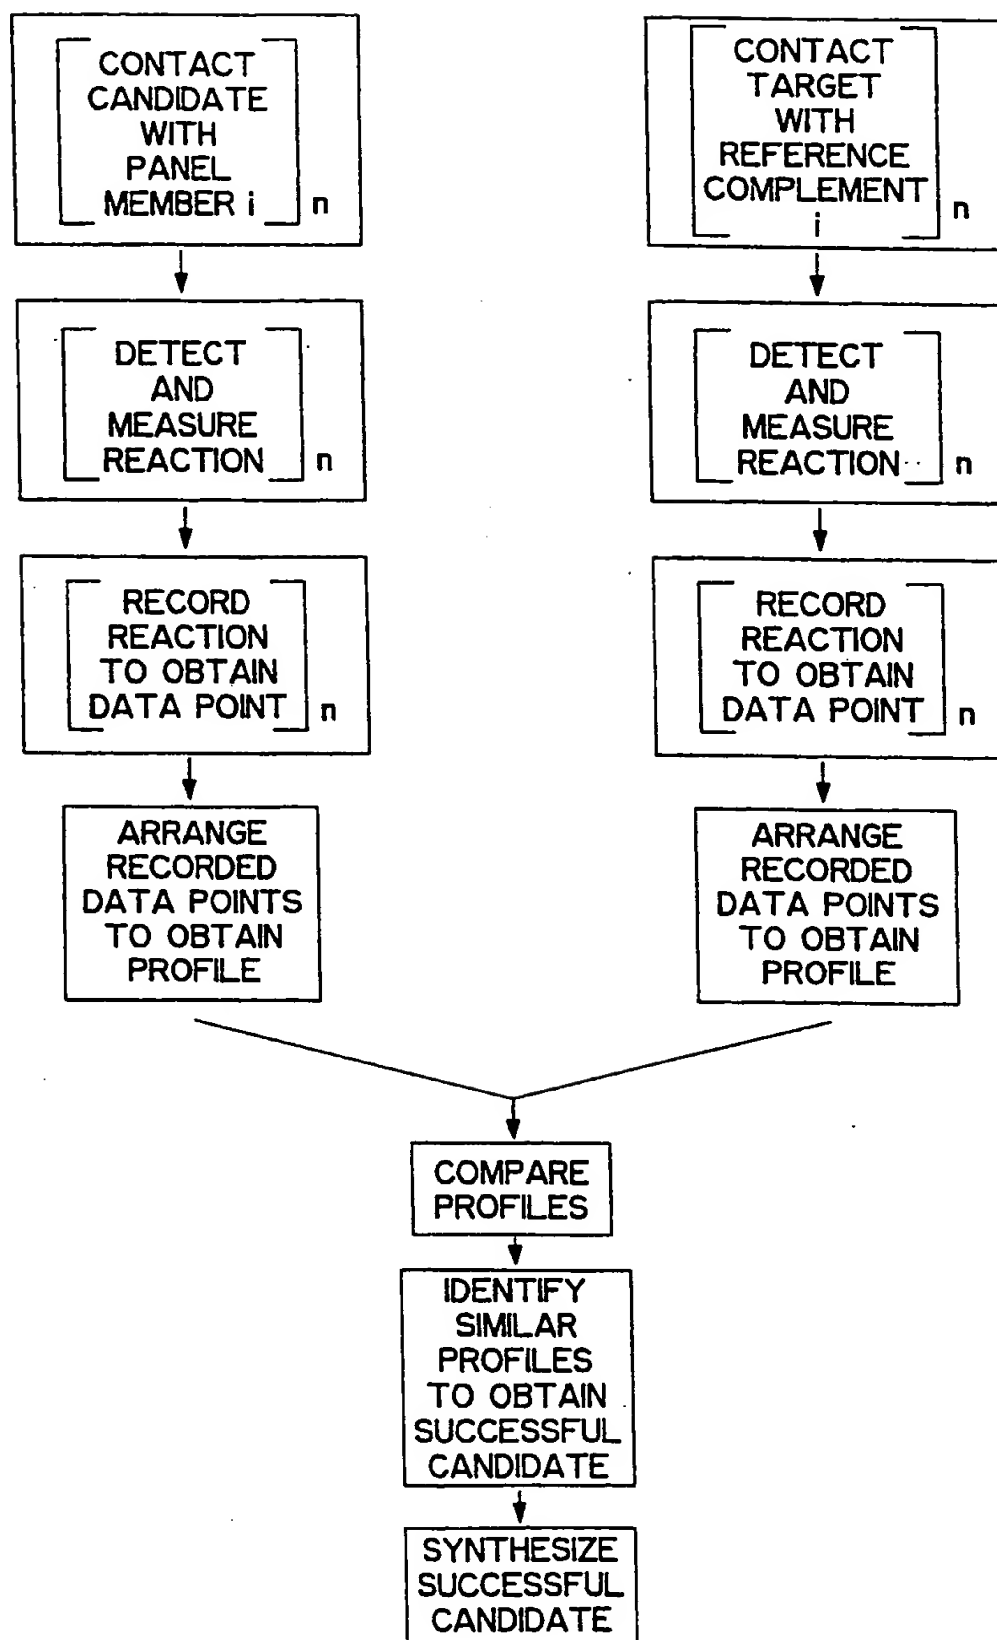 CONTACT
CANDIDATE
WITH
PANEL
MEMBER i
n
DETECT
AND
MEASURE
REACTION
n
RECORD
REACTION
TO OBTAIN
DATA POINT
n
ARRANGE
RECORDED
DATA POINTS
TO OBTAIN
PROFILE
CONTACT
TARGET
WITH
REFERENCE
COMPLEMENT
i
n
DETECT
AND
MEASURE
REACTION
n
RECORD
REACTION
TO OBTAIN
DATA POINT
n
ARRANGE
RECORDED
DATA POINTS
TO OBTAIN
PROFILE
COMPARE
PROFILES
IDENTIFY
SIMILAR
PROFILES
TO OBTAIN
SUCCESSFUL
CANDIDATE
SYNTHESIZE
SUCCESSFUL
CANDIDATE